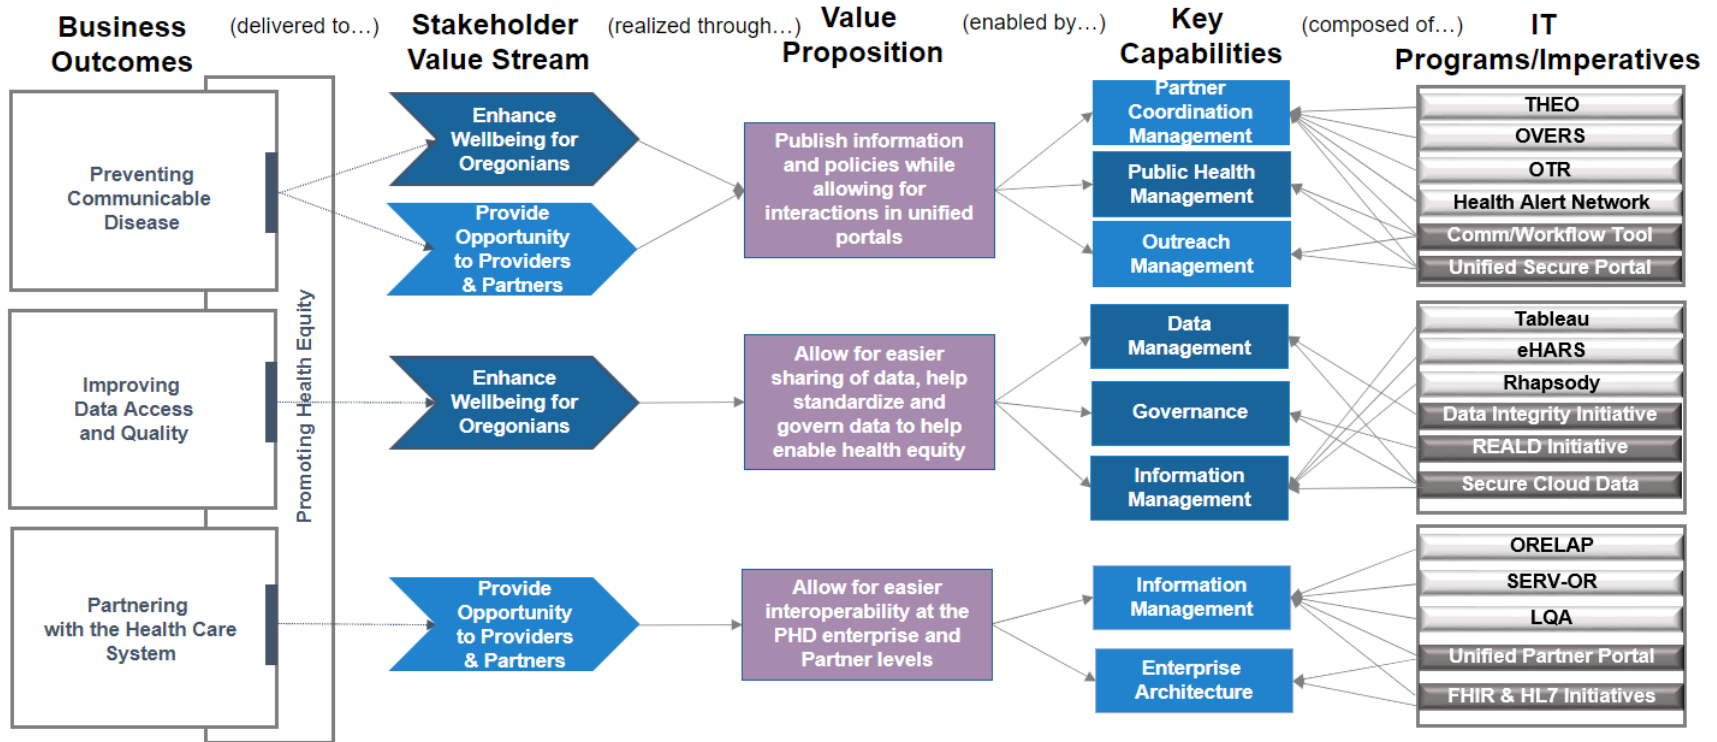 Business
Outcomes
(delivered to…)
Stakeholder
Value Stream
(realized through…)
Value
Proposition
(enabled by…)
Key
Capabilities
(composed of…)
IT
Programs/Imperatives
Promoting Health Equity
Preventing
Communicable
Disease
Enhance
Wellbeing for
Oregonians
Provide
Opportunity
to Providers
& Partners
Publish information
and policies while
allowing for
interactions in unified
portals
Partner
Coordination
Management
Public Health
Management
Outreach
Management
THEO
OVERS
OTR
Health Alert Network
Comm/Workflow Tool
Unified Secure Portal
Improving
Data Access
and Quality
Enhance
Wellbeing for
Oregonians
Allow for easier
sharing of data, help
standardize and
govern data to help
enable health equity
Data
Management
Governance
Information
Management
Tableau
eHARS
Rhapsody
Data Integrity Initiative
REALD Initiative
Secure Cloud Data
Partnering
with the Health Care
System
Provide
Opportunity
to Providers
& Partners
Allow for easier
interoperability at the
PHD enterprise and
Partner levels
Information
Management
Enterprise
Architecture
ORELAP
SERV-OR
LQA
Unified Partner Portal
FHIR & HL7 Initiatives